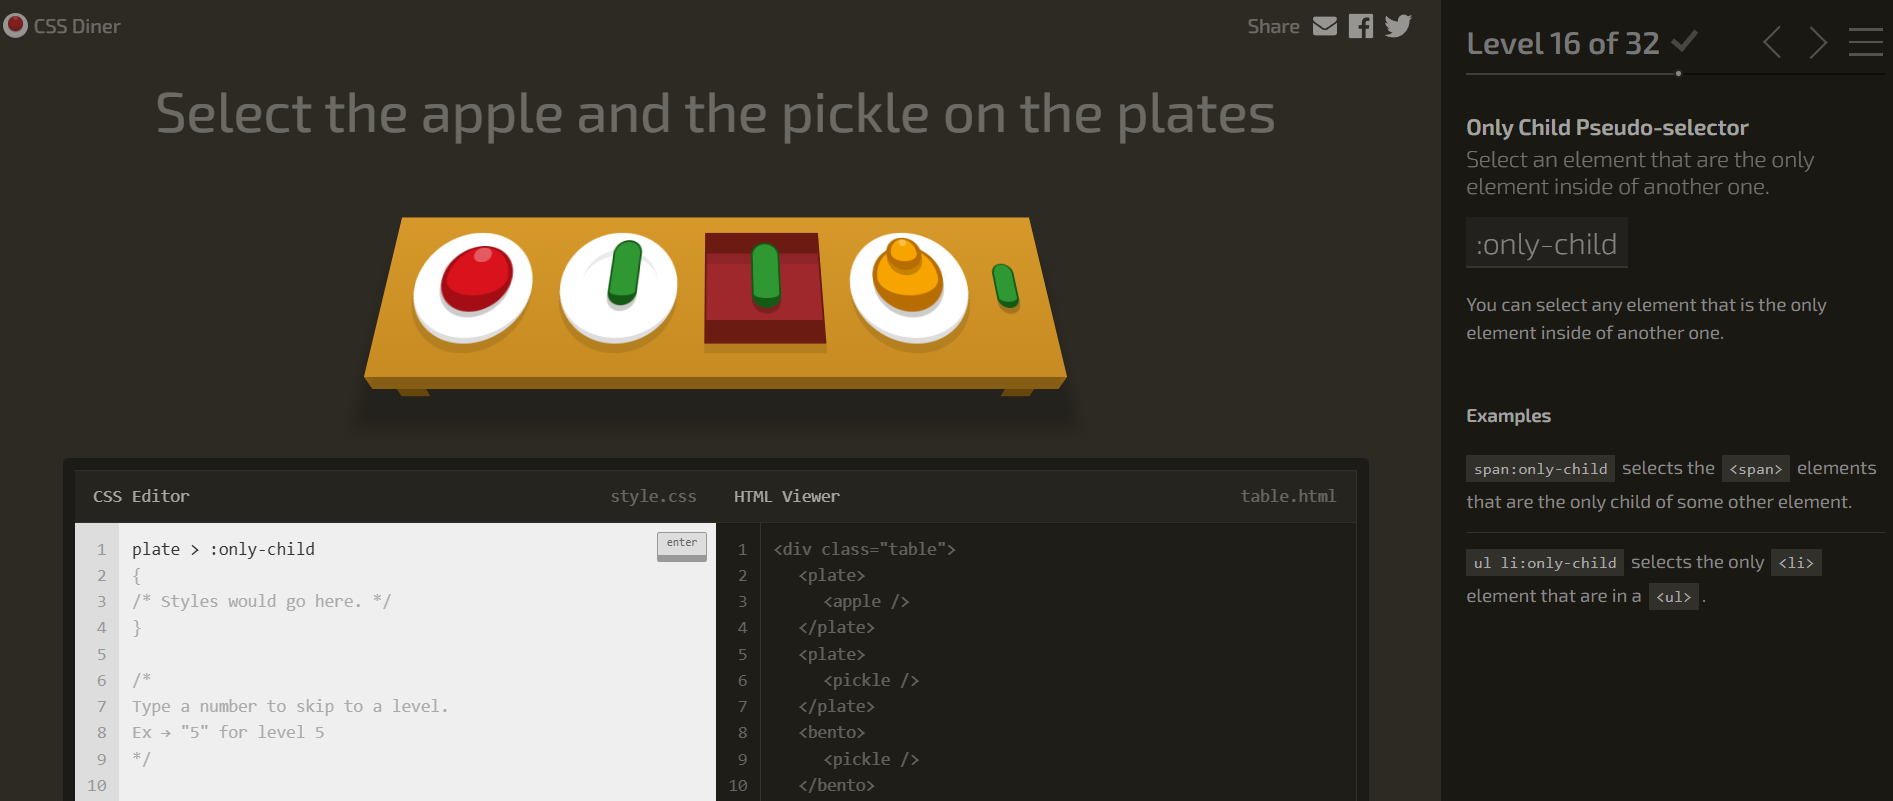 CSS Diner
Share
Select the apple and the pickle on the plates
CSS Editor
style.css
1 plate > :only-child
enter
2 {
3 /* Styles would go here. */
4 }
5
6 /*
7 Type a number to skip to a level.
8 Ex → "5" for level 5
9 */
10
HTML Viewer
table.html
1 <div class="table">
2 <plate>
3 <apple />
4 </plate>
5 <plate>
6 <pickle />
7 </plate>
8 <bento>
9 <pickle />
10 </bento>
Level 16 of 32
Only Child Pseudo-selector
Select an element that are the only
element inside of another one.
:only-child
You can select any element that is the only
element inside of another one.
Examples
span:only-child selects the <span> elements
that are the only child of some other element.
ul li:only-child selects the only <li>
element that are in a <ul> .